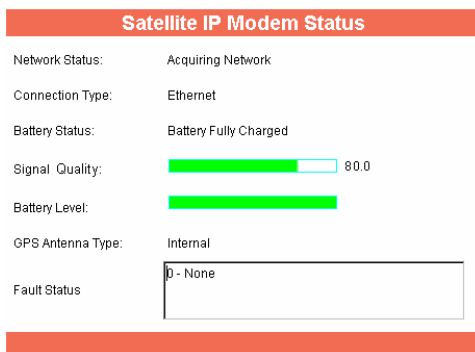 Satellite IP Modem Status
Network Status: Acquiring Network
Connection Type: Ethernet
Battery Status: Battery Fully Charged
Signal Quality: 80.0
Battery Level:
GPS Antenna Type: Internal
0 - None
Fault Status